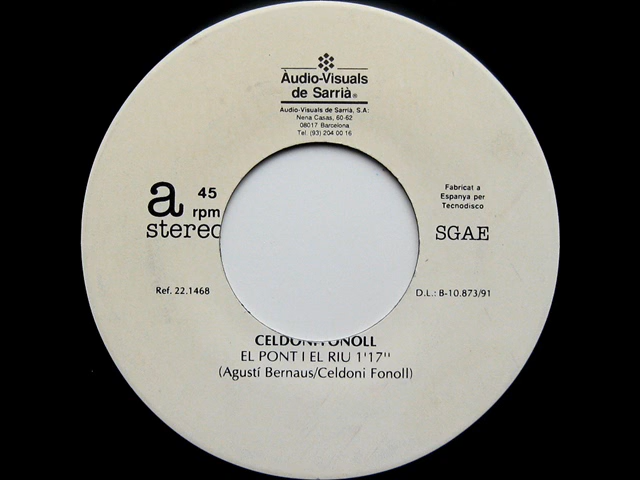 Àudio-Visuals
de Sarrià®
Àudio-Visuals de Sarrià, S.A:
Nena Casas, 60-62
08017 Barcelona
Tel. (93) 204 00 16
a 45
rpm
stereo
Fabricat a
Espanya per
Tecnodisco
SGAE
Ref. 22.1468
D.L.: B-10.873/91
CELDONI FONOLL
EL PONT I EL RIU 1'17''
(Agustí Bernaus/Celdoni Fonoll)